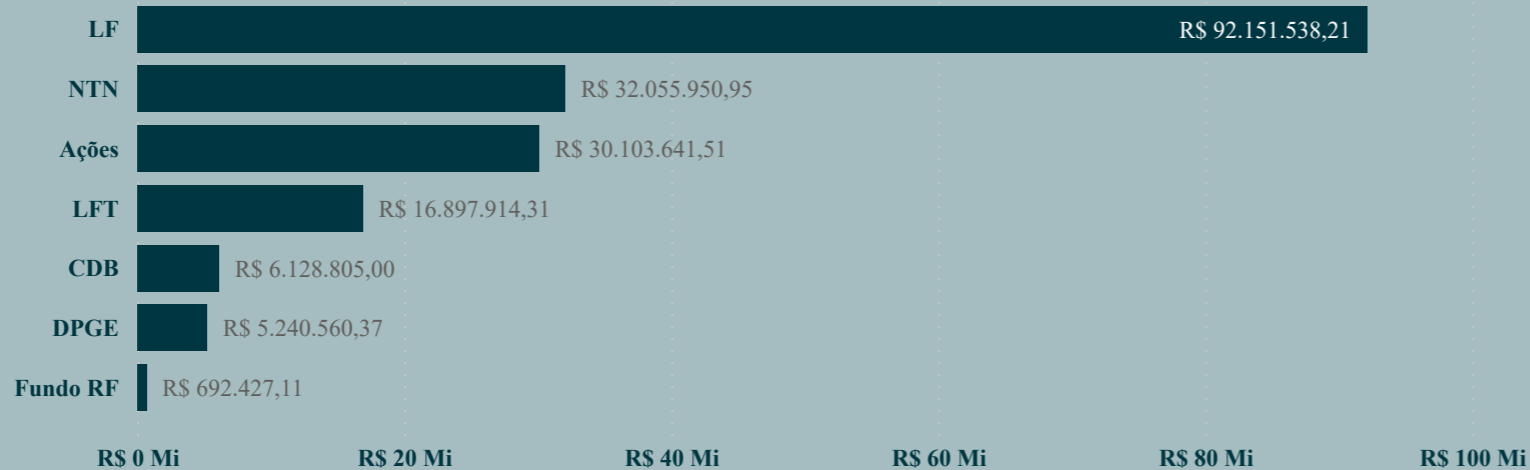 LF R$ 92.151.538,21
NTN R$ 32.055.950,95
Ações R$ 30.103.641,51
LFT R$ 16.897.914,31
CDB R$ 6.128.805,00
DPGE R$ 5.240.560,37
Fundo RF R$ 692.427,11
R$ 0 Mi R$ 20 Mi R$ 40 Mi R$ 60 Mi R$ 80 Mi R$ 100 Mi